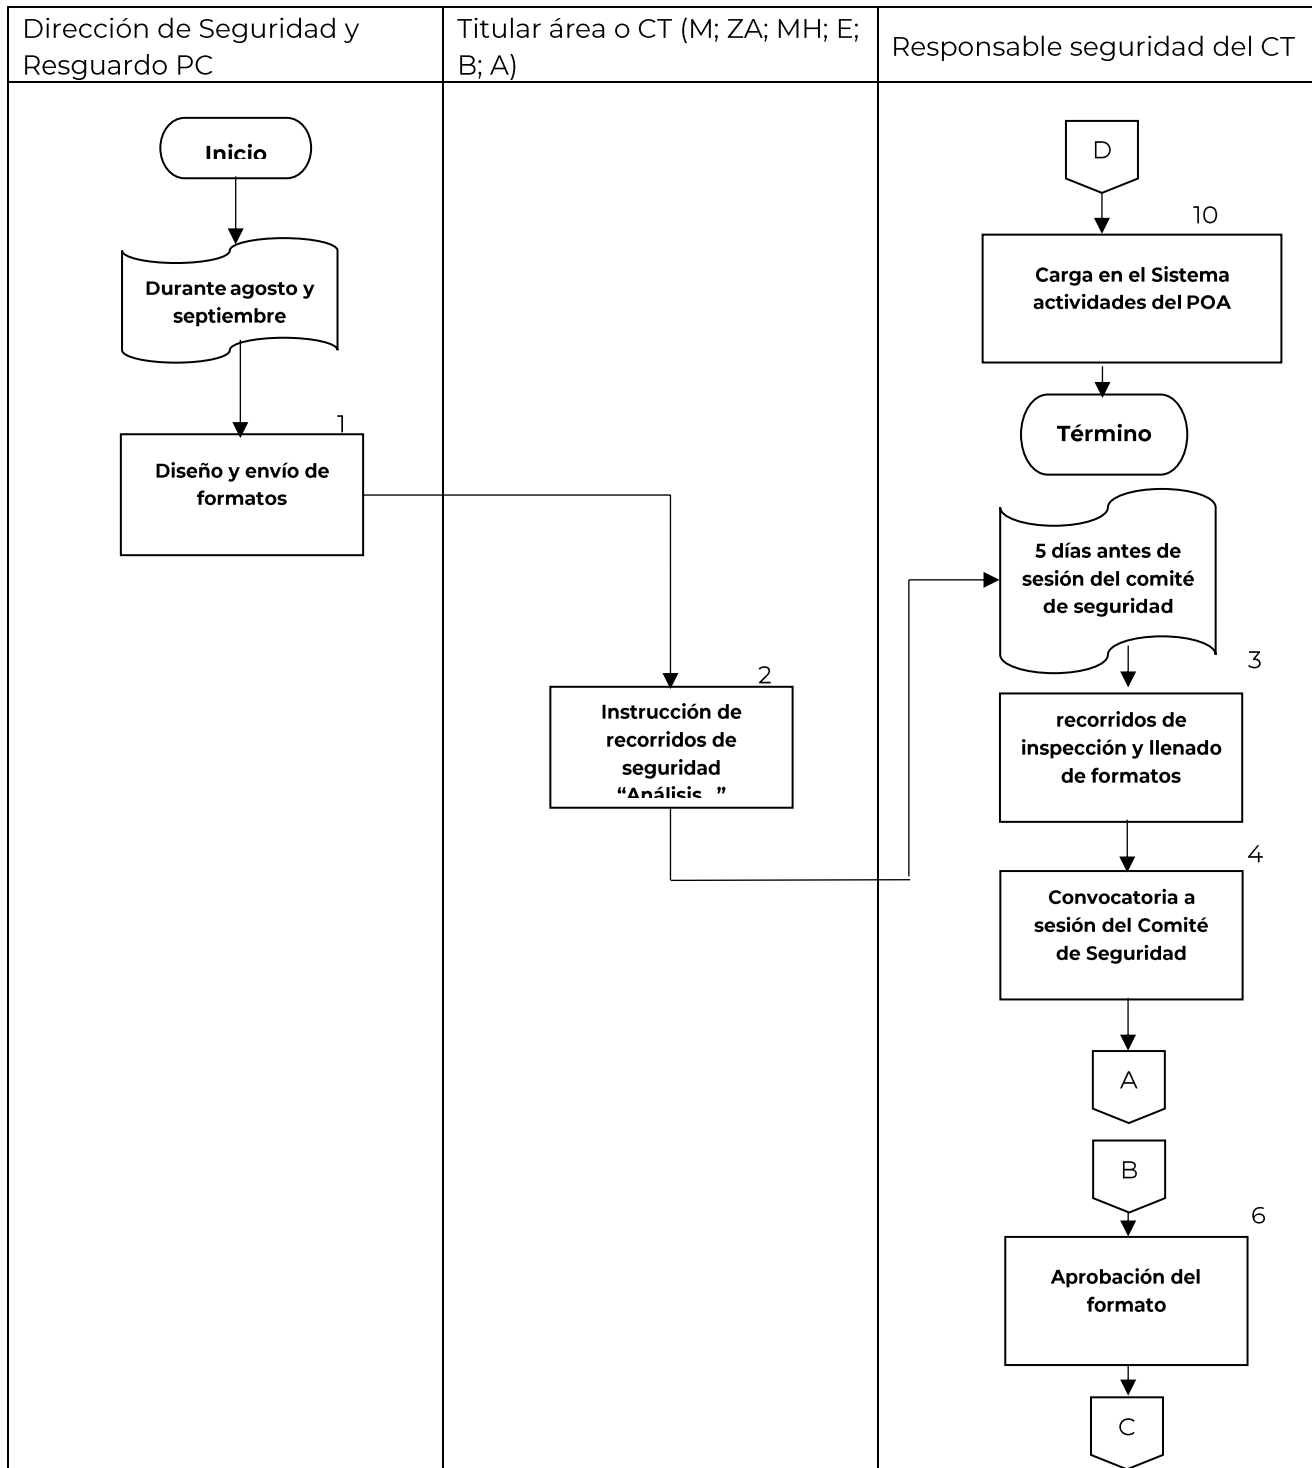 Dirección de Seguridad y
Resguardo PC
Titular área o CT (M; ZA; MH; E;
B; A)
Responsable seguridad del CT
Inicio
Durante agosto y
septiembre
1
Diseño y envío de
formatos
2
Instrucción de
recorridos de
seguridad
“Análisis..”
D
10
Carga en el Sistema
actividades del POA
Término
5 días antes de
sesión del comité
de seguridad
3
recorridos de
inspección y llenado
de formatos
4
Convocatoria a
sesión del Comité
de Seguridad
A
B
6
Aprobación del
formato
C